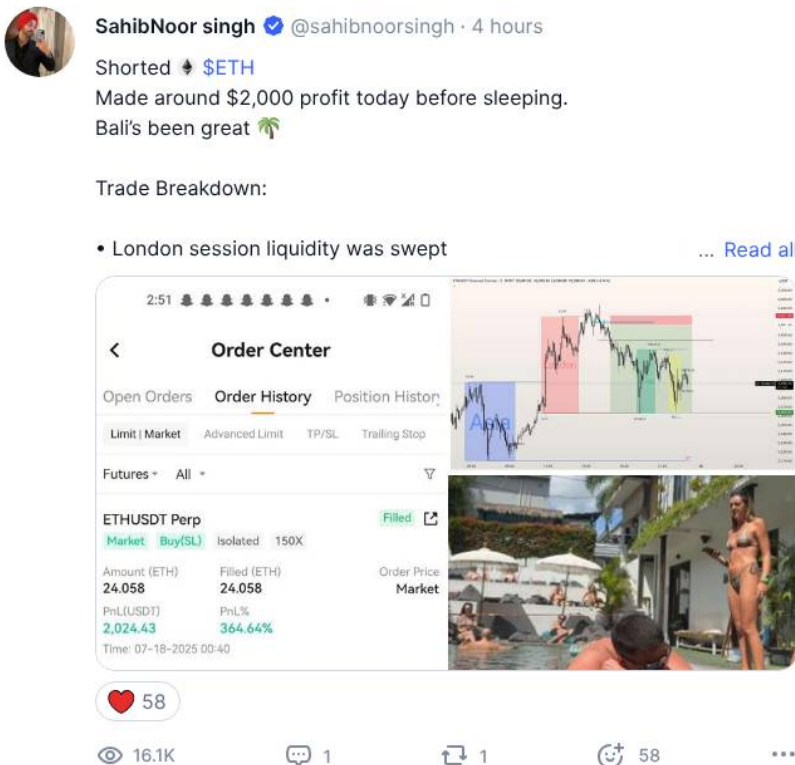 SahibNoor singh @sahibnoorsingh · 4 hours
Shorted $ETH
Made around $2,000 profit today before sleeping.
Bali's been great 🌴
Trade Breakdown:
• London session liquidity was swept
... Read all
2:51
Order Center
Open Orders Order History Position History
Limit | Market Advanced Limit TP/SL Trailing Stop
Futures All
ETHUSDT Perp Filled
Market Buy(SL) Isolated 150X
Amount (ETH) Filled (ETH) Order Price
24.058 24.058 Market
PnL(USDT) PnL%
2,024.43 364.64%
Time: 07-18-2025 00:40
Asia
London
❤️ 58
16.1K 1 1 58